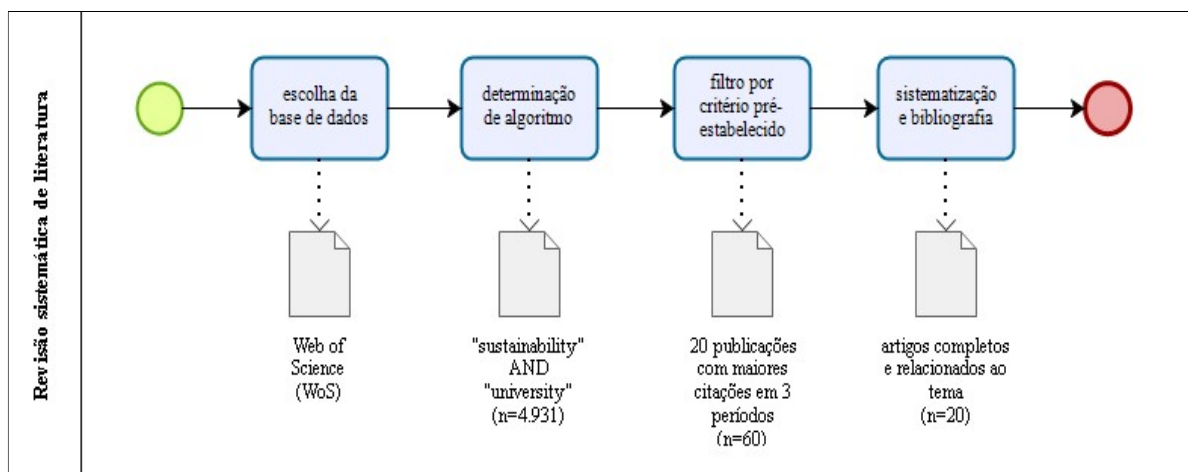 Revisão sistemática de literatura
escolha da
base de dados
determinação
de algoritmo
filtro por
critério pré-
estabelecido
sistematização
e bibliografia
Web of
Science
(WoS)
"sustainability"
AND
"university"
(n=4.931)
20 publicações
com maiores
citações em 3
períodos
(n=60)
artigos completos
e relacionados ao
tema
(n=20)